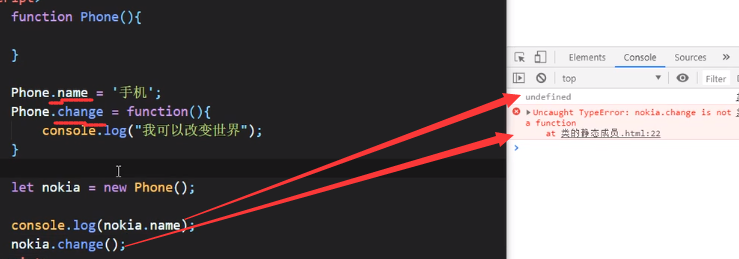 function Phone(){
}
Phone.name = '手机';
Phone.change = function(){
console.log("我可以改变世界");
}
let nokia = new Phone();
console.log(nokia.name);
nokia.change();
Elements Console Sources »
top Filter
undefined
Uncaught TypeError: nokia.change is not
a function
at 类的静态成员.html:22